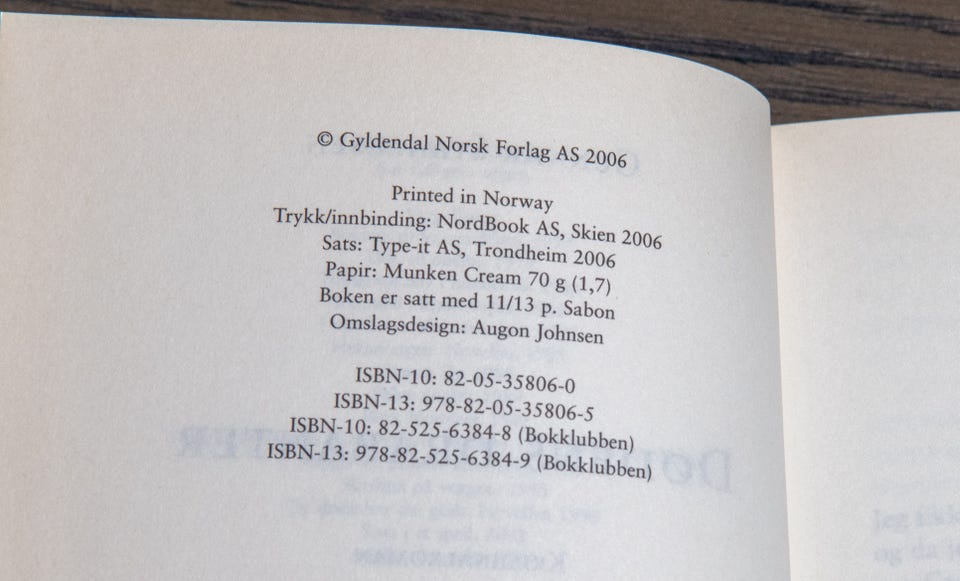 © Gyldendal Norsk Forlag AS 2006
Printed in Norway
Trykk/innbinding: NordBook AS, Skien 2006
Sats: Type-it AS, Trondheim 2006
Papir: Munken Cream 70 g (1,7)
Boken er satt med 11/13 p. Sabon
Omslagsdesign: Augon Johnsen
ISBN-10: 82-05-35806-0
ISBN-13: 978-82-05-35806-5
ISBN-10: 82-525-6384-8 (Bokklubben)
ISBN-13: 978-82-525-6384-9 (Bokklubben)